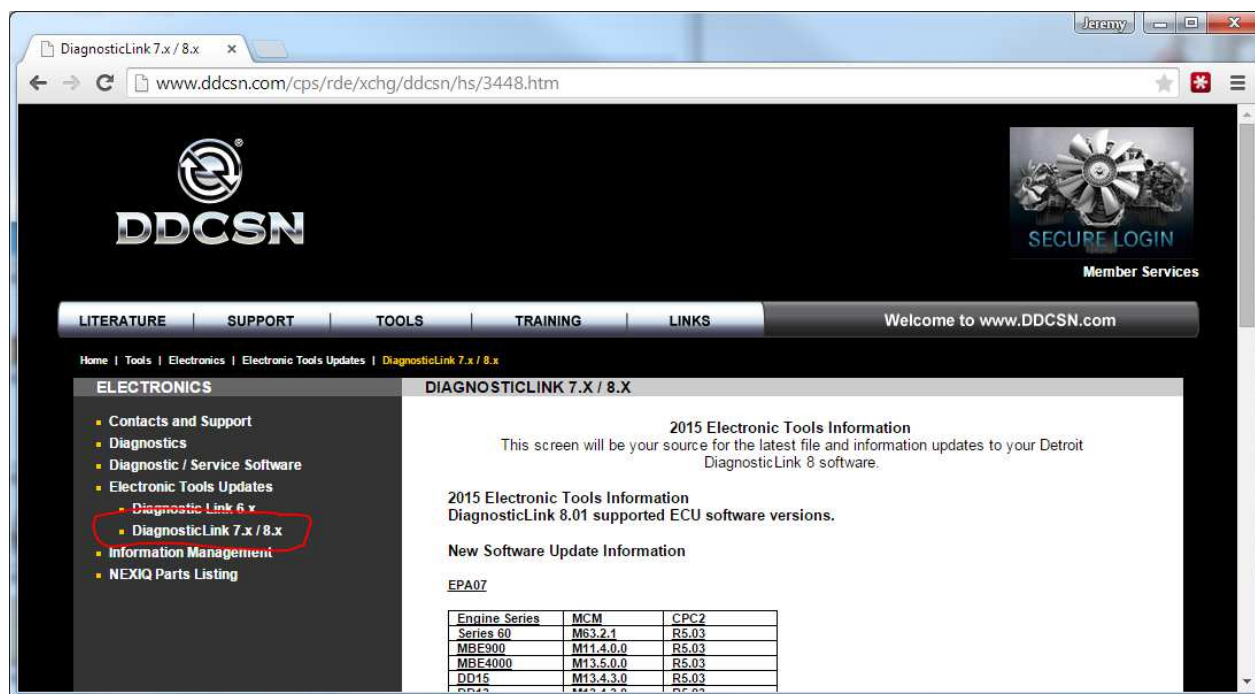 Jeremy
DiagnosticLink 7.x / 8.x
www.ddcsn.com/cps/rde/xchg/ddcsn/hs/3448.htm
DDCSN
SECURE LOGIN
Member Services
LITERATURE | SUPPORT | TOOLS | TRAINING | LINKS
Welcome to www.DDCSN.com
Home | Tools | Electronics | Electronic Tools Updates | DiagnosticLink 7.x / 8.x
ELECTRONICS
Contacts and Support
Diagnostics
Diagnostic / Service Software
Electronic Tools Updates
Diagnostic Link 6.x
DiagnosticLink 7.x / 8.x
Information Management
NEXIQ Parts Listing
DIAGNOSTICLINK 7.X / 8.X
2015 Electronic Tools Information
This screen will be your source for the latest file and information updates to your Detroit
DiagnosticLink 8 software.
2015 Electronic Tools Information
DiagnosticLink 8.01 supported ECU software versions.
New Software Update Information
EPA07
Engine Series MCM CPC2
Series 60 M63.2.1 R5.03
MBE900 M11.4.0.0 R5.03
MBE4000 M13.5.0.0 R5.03
DD15 M13.4.3.0 R5.03